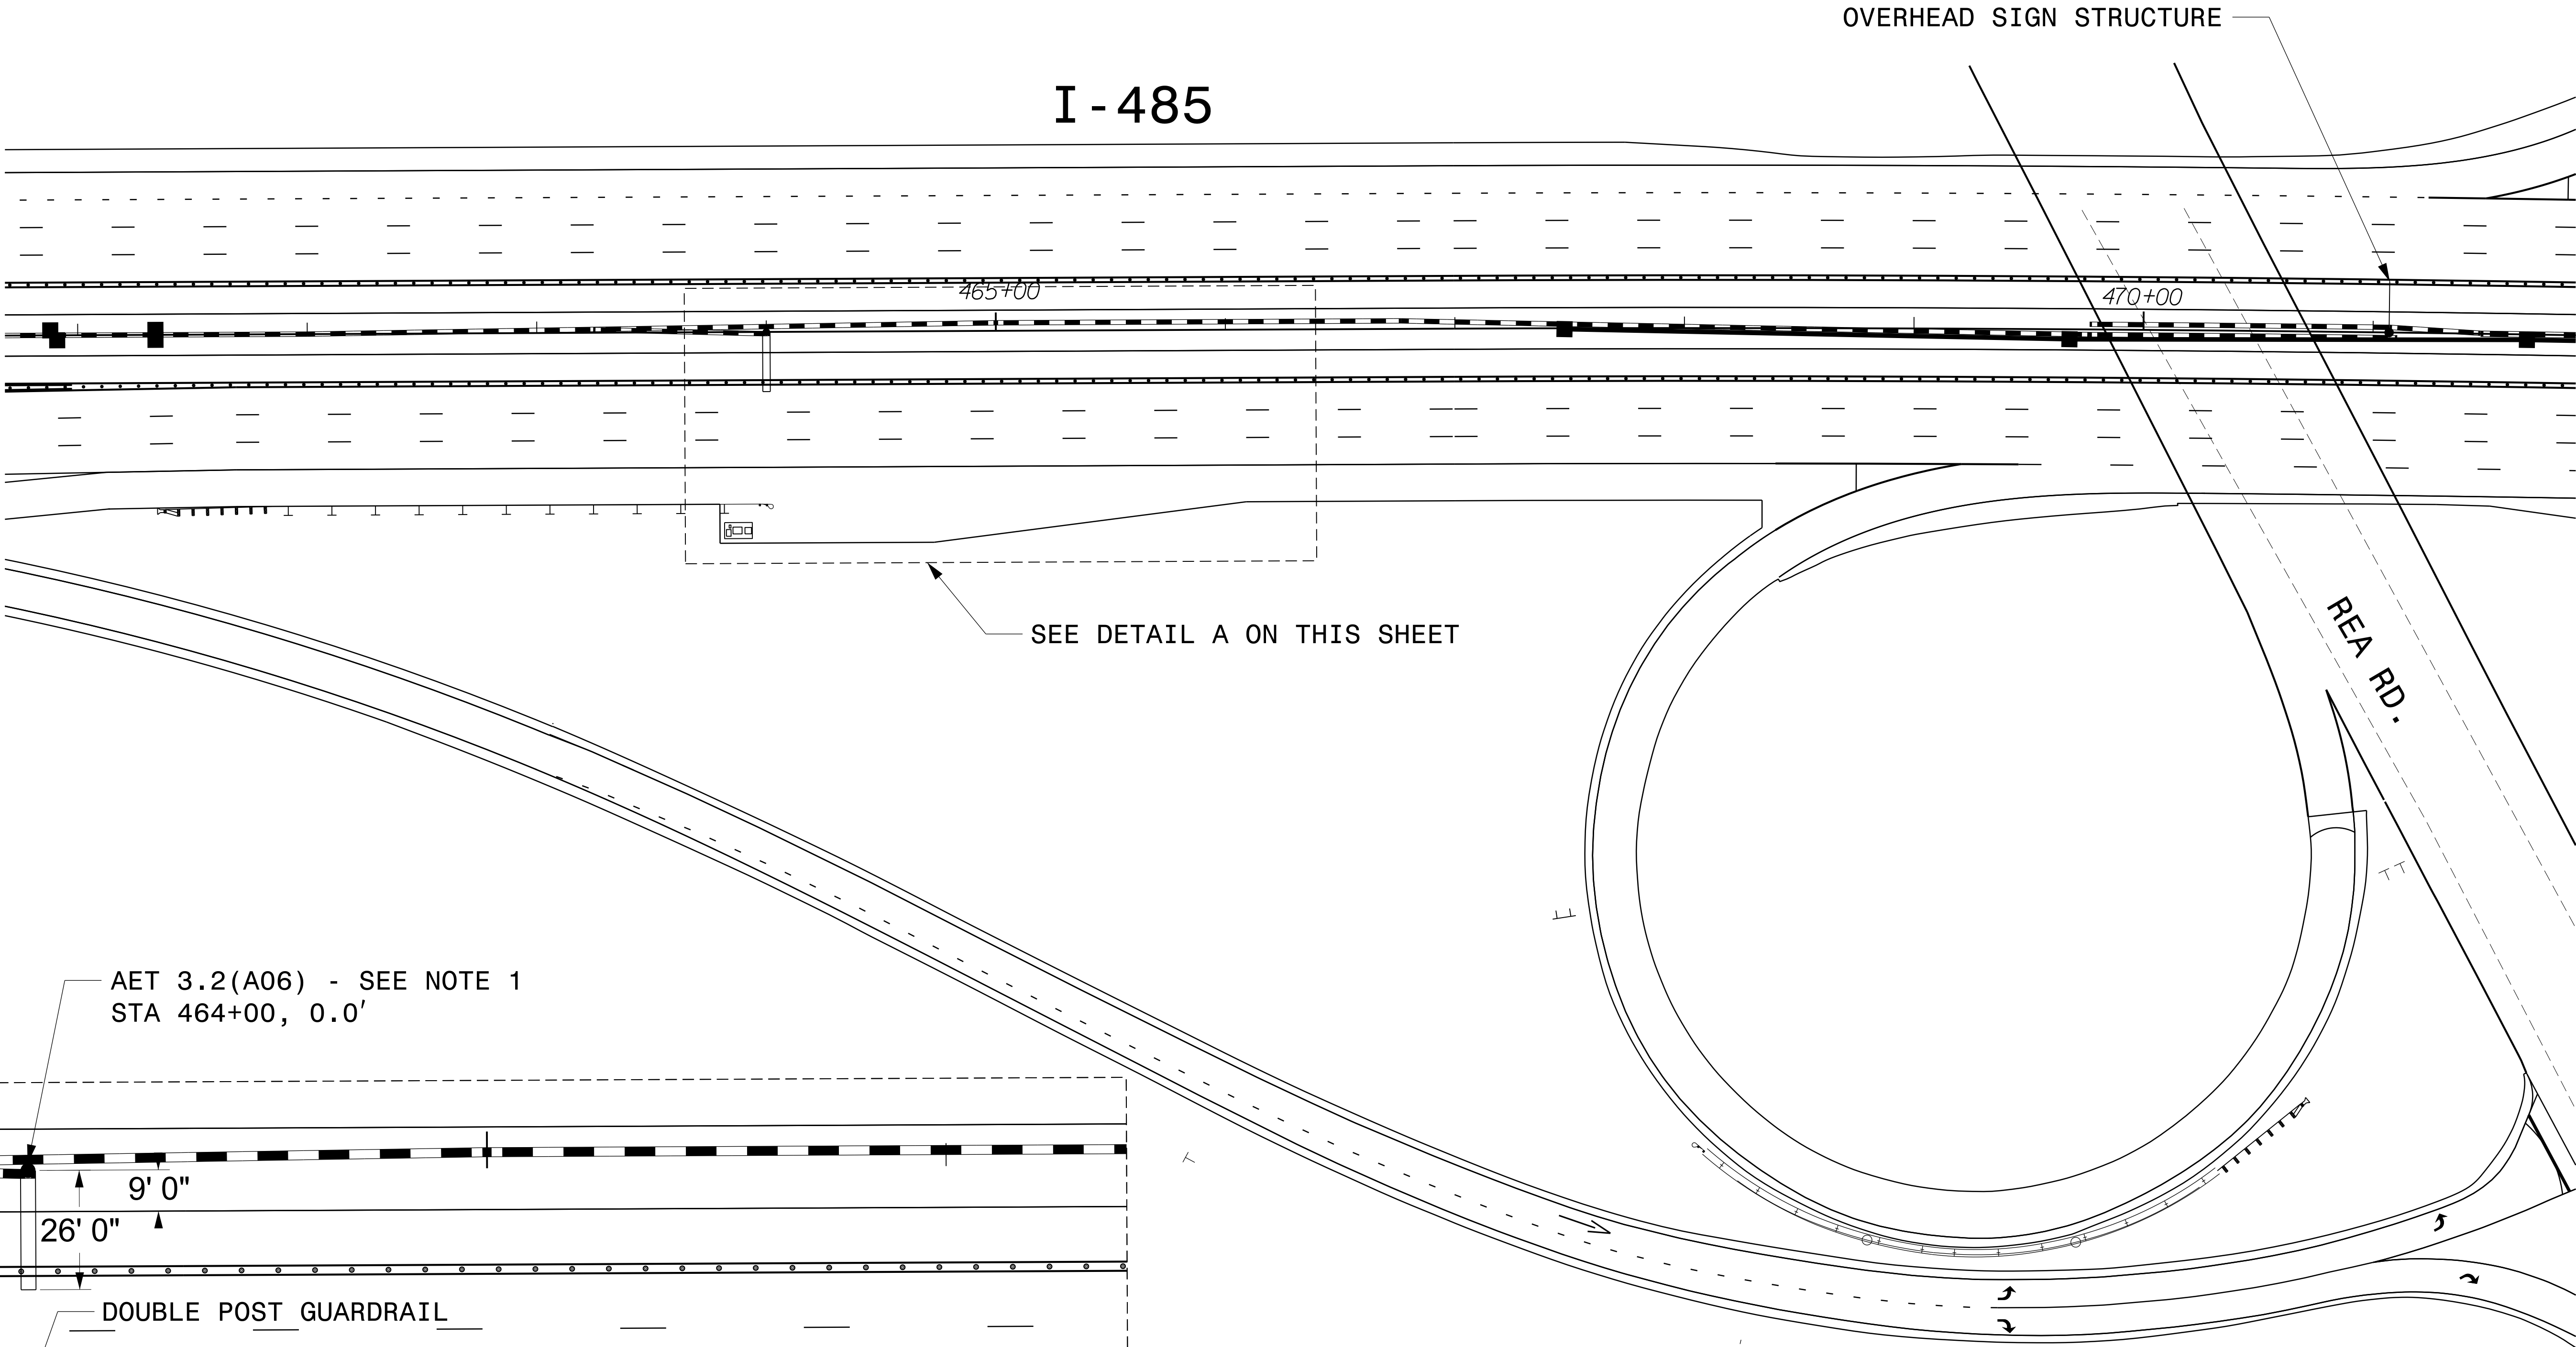 OVERHEAD SIGN STRUCTURE
I-485
465+00
470+00
SEE DETAIL A ON THIS SHEET
REA RD.
AET 3.2(A06) - SEE NOTE 1
STA 464+00, 0.0'
9' 0"
26' 0"
DOUBLE POST GUARDRAIL